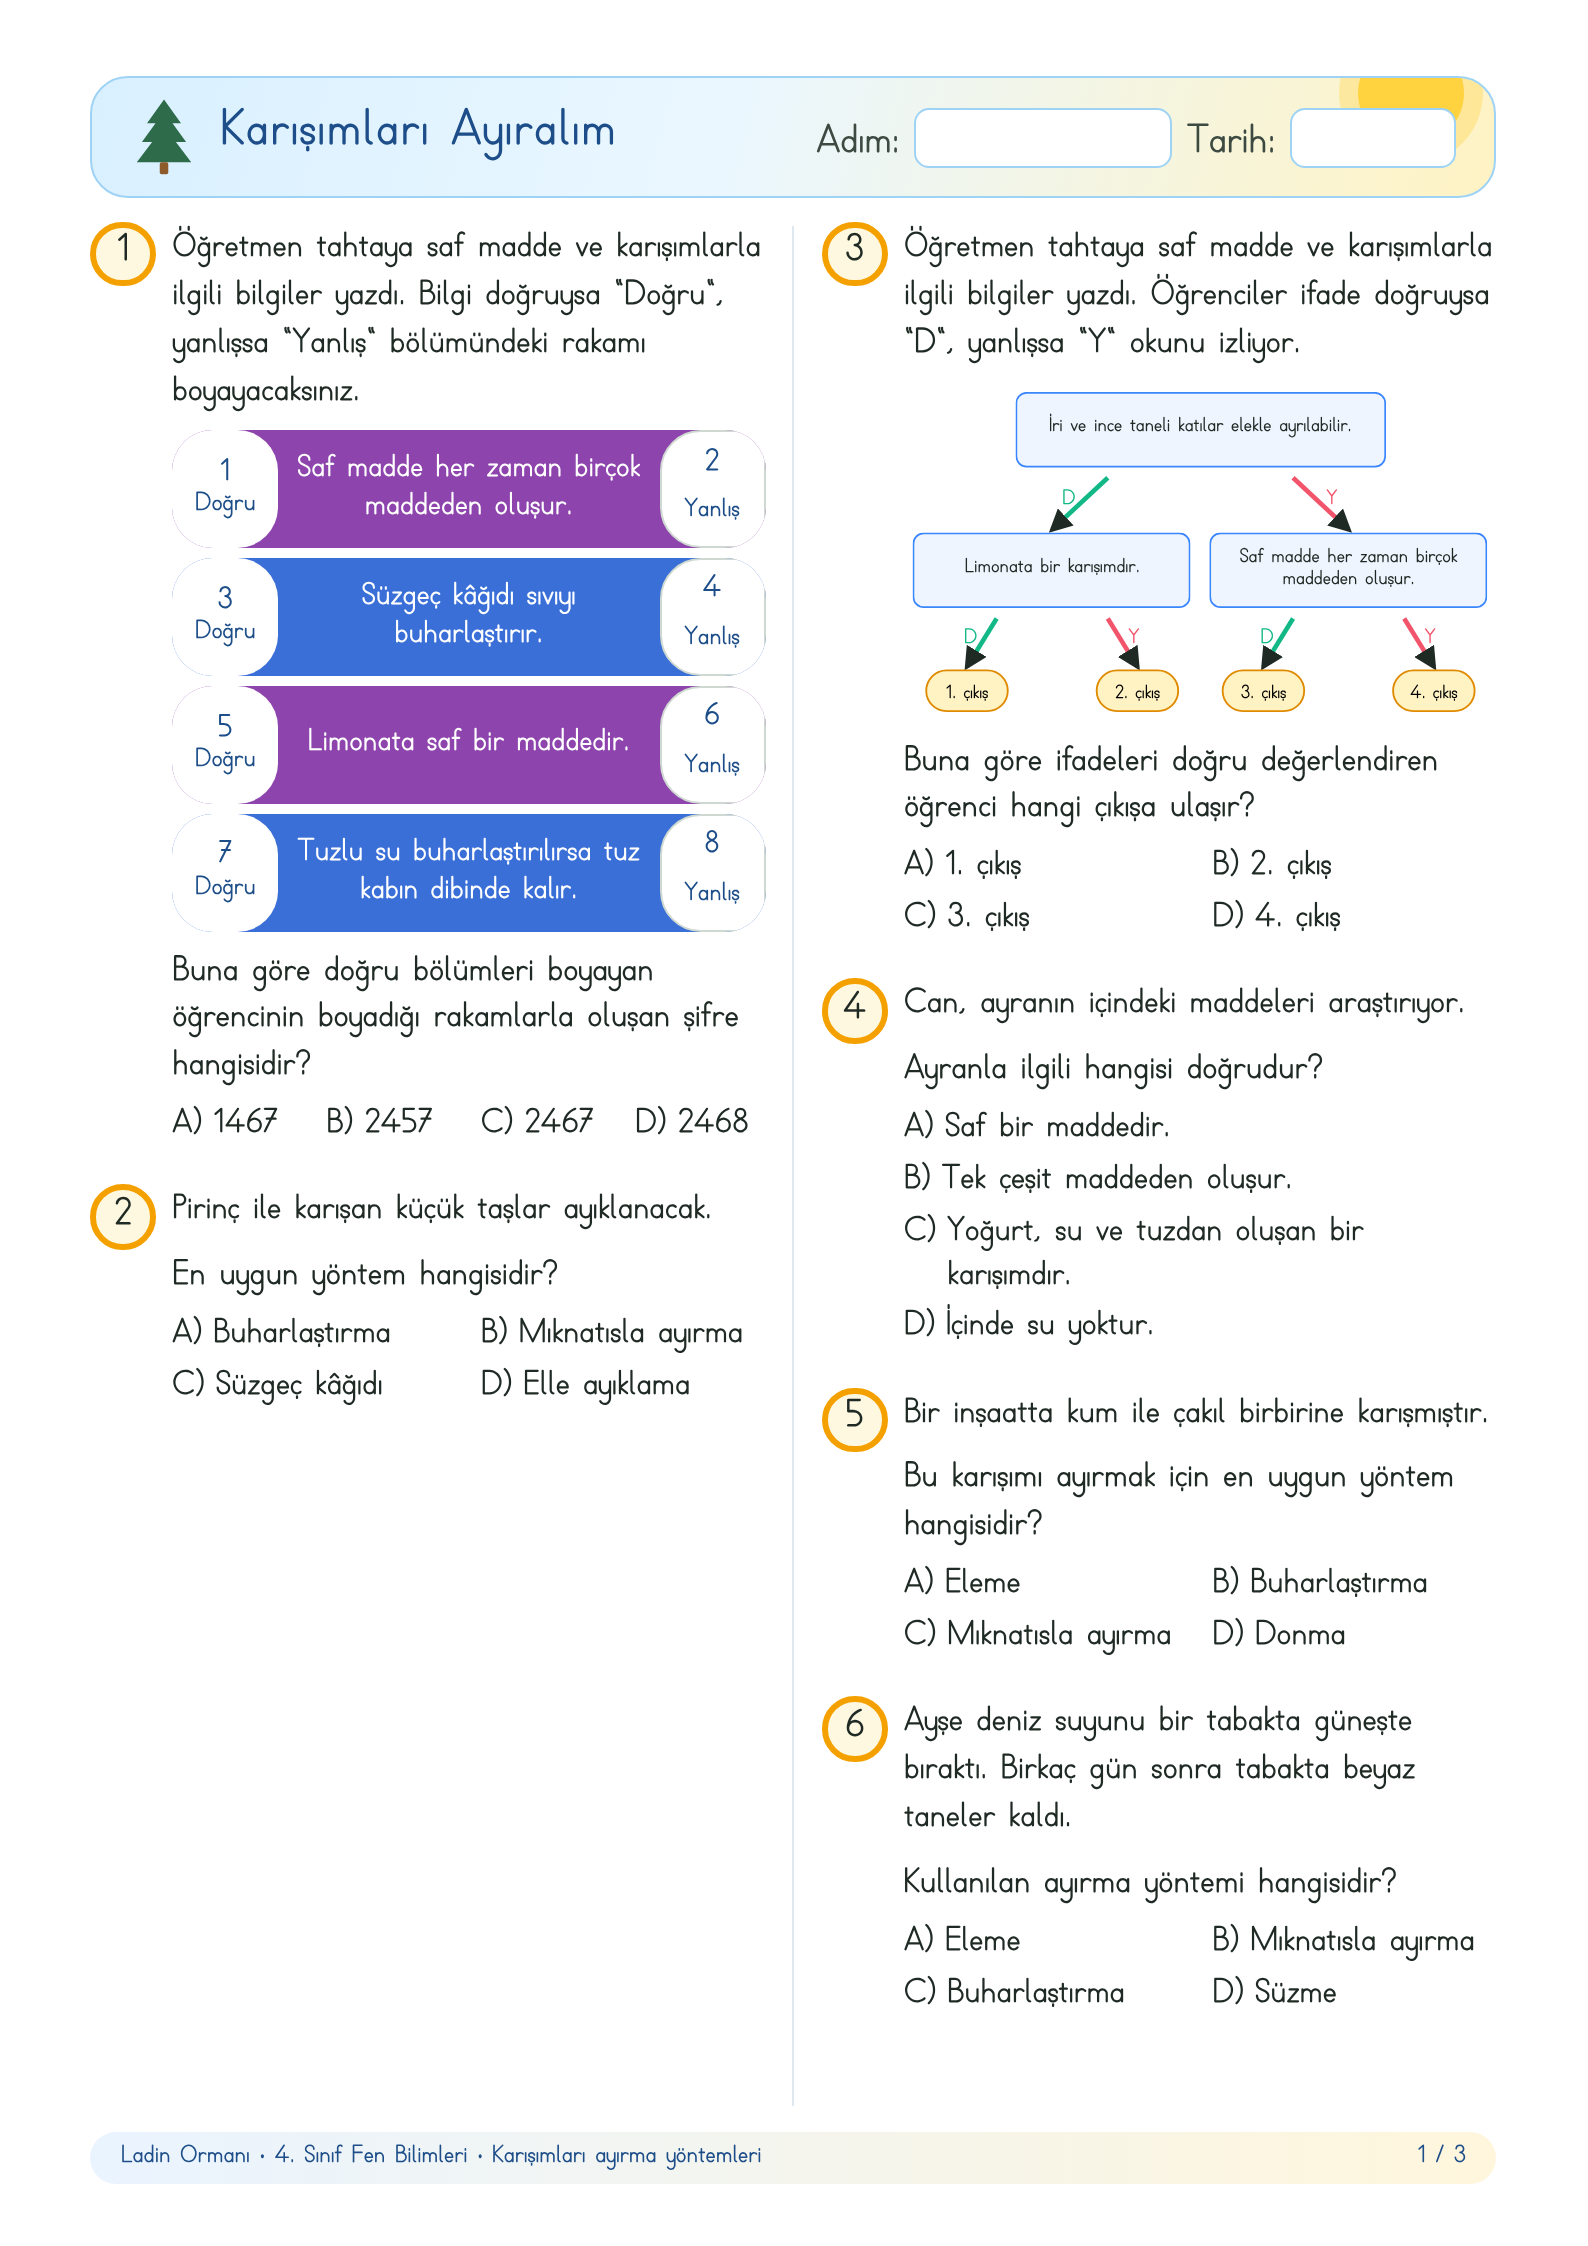 Karışımları Ayıralım
Adım:
Tarih:
1
Öğretmen tahtaya saf madde ve karışımlarla
ilgili bilgiler yazdı. Bilgi doğruysa “Doğru“,
yanlışsa “Yanlış“ bölümündeki rakamı
boyayacaksınız.
1
Doğru
Saf madde her zaman birçok
maddeden oluşur.
2
Yanlış
3
Doğru
Süzgeç kâğıdı sıvıyı
buharlaştırır.
4
Yanlış
5
Doğru
Limonata saf bir maddedir.
6
Yanlış
7
Doğru
Tuzlu su buharlaştırılırsa tuz
kabın dibinde kalır.
8
Yanlış
Buna göre doğru bölümleri boyayan
öğrencinin boyadığı rakamlarla oluşan şifre
hangisidir?
A) 1467 B) 2457 C) 2467 D) 2468
2
Pirinç ile karışan küçük taşlar ayıklanacak.
En uygun yöntem hangisidir?
A) Buharlaştırma B) Mıknatısla ayırma
C) Süzgeç kâğıdı D) Elle ayıklama
3
Öğretmen tahtaya saf madde ve karışımlarla
ilgili bilgiler yazdı. Öğrenciler ifade doğruysa
“D“, yanlışsa “Y“ okunu izliyor.
İri ve ince taneli katılar elekle ayrılabilir.
D Y
Limonata bir karışımdır.
Saf madde her zaman birçok
maddeden oluşur.
D Y D Y
1. çıkış 2. çıkış 3. çıkış 4. çıkış
Buna göre ifadeleri doğru değerlendiren
öğrenci hangi çıkışa ulaşır?
A) 1. çıkış B) 2. çıkış
C) 3. çıkış D) 4. çıkış
4
Can, ayranın içindeki maddeleri araştırıyor.
Ayranla ilgili hangisi doğrudur?
A) Saf bir maddedir.
B) Tek çeşit maddeden oluşur.
C) Yoğurt, su ve tuzdan oluşan bir
karışımdır.
D) İçinde su yoktur.
5
Bir inşaatta kum ile çakıl birbirine karışmıştır.
Bu karışımı ayırmak için en uygun yöntem
hangisidir?
A) Eleme B) Buharlaştırma
C) Mıknatısla ayırma D) Donma
6
Ayşe deniz suyunu bir tabakta güneşte
bıraktı. Birkaç gün sonra tabakta beyaz
taneler kaldı.
Kullanılan ayırma yöntemi hangisidir?
A) Eleme B) Mıknatısla ayırma
C) Buharlaştırma D) Süzme
Ladin Ormanı • 4. Sınıf Fen Bilimleri • Karışımları ayırma yöntemleri
1 / 3